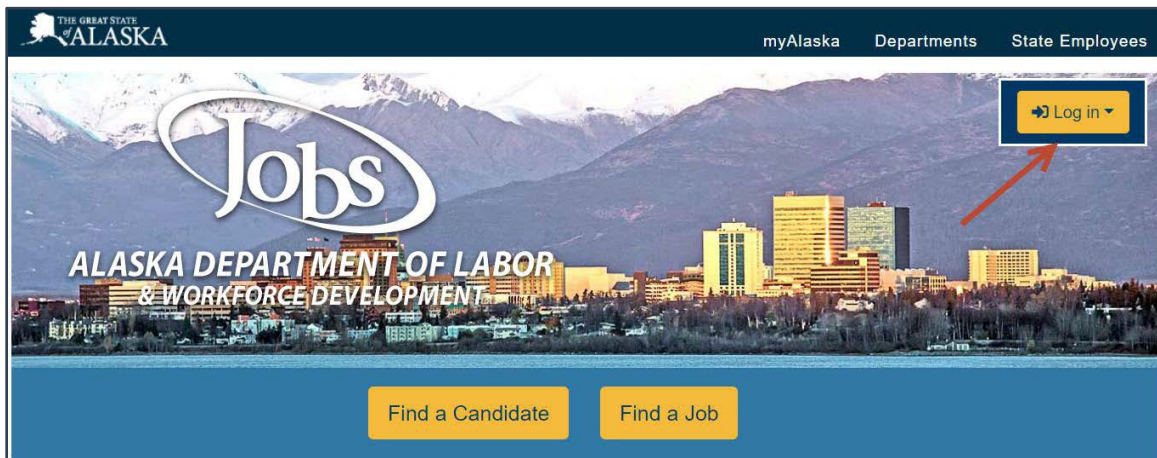 THE GREAT STATE
of ALASKA
myAlaska Departments State Employees
Log in
Jobs
ALASKA DEPARTMENT OF LABOR
& WORKFORCE DEVELOPMENT
Find a Candidate Find a Job